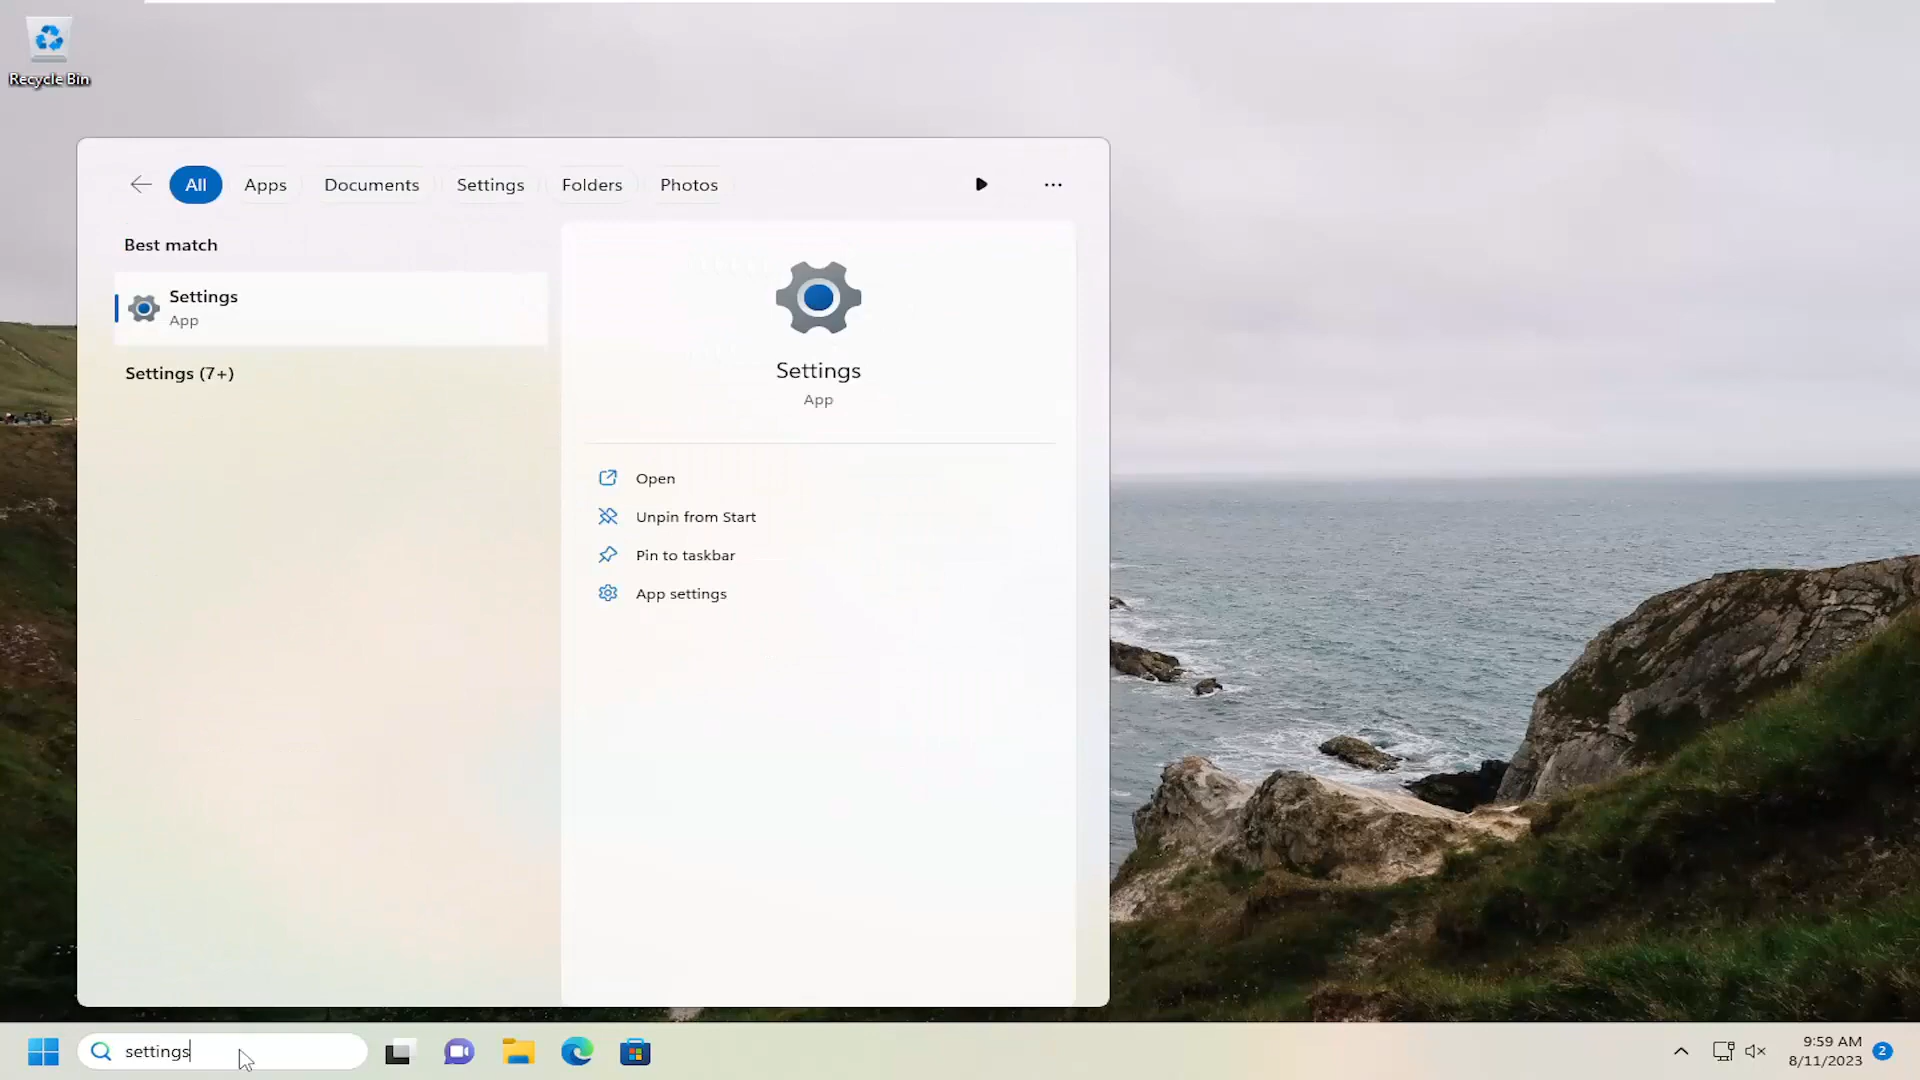 Recycle Bin
All
Apps
Documents
Settings
Folders
Photos
Best match
Settings
App
Settings (7+)
Settings
App
Open
Unpin from Start
Pin to taskbar
App settings
settings
9:59 AM
8/11/2023
2